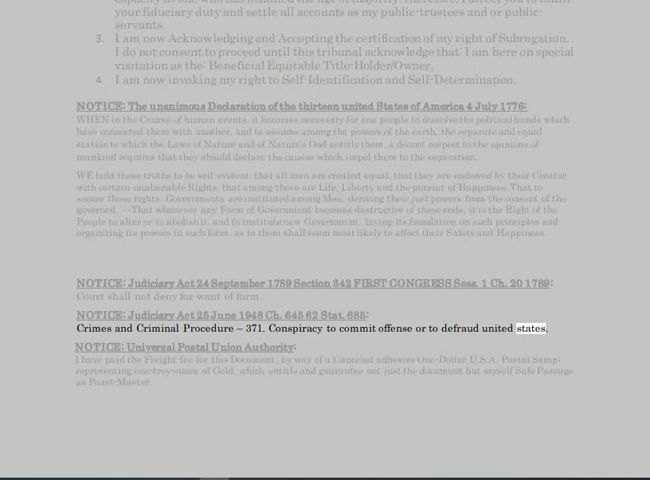 your fiduciary duty and settle all accounts as my public-trustees and or public-
servants.
3. I am now Acknowledging and Accepting the certification of my right of Subrogation.
I do not consent to proceed until this tribunal acknowledge that I am here on special
visitation as the Beneficial Equitable Title-Holder/Owner.
4. I am now invoking my right to Self-Identification and Self-Determination.
NOTICE: The unanimous Declaration of the thirteen united States of America 4 July 1776:
WHEN in the Course of human events, it becomes necessary for one people to dissolve the political bands which
have connected them with another, and to assume among the powers of the earth, the separate and equal
station to which the Laws of Nature and of Nature's God entitle them, a decent respect to the opinions of
mankind requires that they should declare the causes which impel them to the separation.
WE hold these truths to be self-evident, that all men are created equal, that they are endowed by their Creator
with certain unalienable Rights, that among these are Life, Liberty and the pursuit of Happiness. That to
secure these rights, Governments are instituted among Men, deriving their just powers from the consent of the
governed, —That whenever any Form of Government becomes destructive of these ends, it is the Right of the
People to alter or to abolish it, and to institute new Government, laying its foundation on such principles and
organizing its powers in such form, as to them shall seem most likely to affect their Safety and Happiness.
NOTICE: Judiciary Act 24 September 1789 Section 342 FIRST CONGRESS Sess. 1 Ch. 20 1789:
Court shall not deny for want of form.
NOTICE: Judiciary Act 25 June 1948 Ch. 645 62 Stat. 685:
Crimes and Criminal Procedure – 371. Conspiracy to commit offense or to defraud united states.
NOTICE: Universal Postal Union Authority:
I have paid the Freight-fee for this Document, by way of a Canceled adhesive One-Dollar U.S.A. Postal Stamp;
representing one-troy-ounce of Gold, which entitle and guarantee not just the document but myself Safe Passage
as Poast-Master.